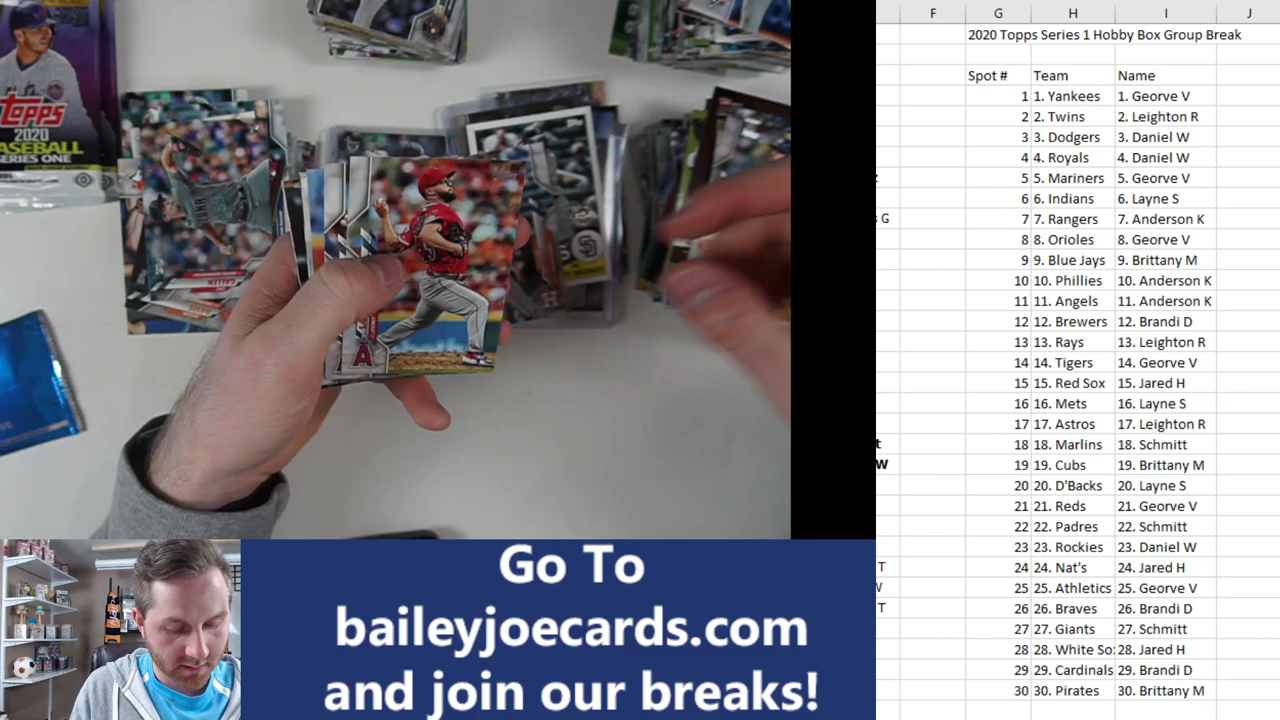 TOPPS
2020
BASEBALL
SERIES ONE
A
F G H I J
2020 Topps Series 1 Hobby Box Group Break
Spot # Team Name
1 1. Yankees 1. Georve V
2 2. Twins 2. Leighton R
3 3. Dodgers 3. Daniel W
4 4. Royals 4. Daniel W
5 5. Mariners 5. Georve V
6 6. Indians 6. Layne S
G 7 7. Rangers 7. Anderson K
8 8. Orioles 8. Georve V
9 9. Blue Jays 9. Brittany M
10 10. Phillies 10. Anderson K
11 11. Angels 11. Anderson K
12 12. Brewers 12. Brandi D
13 13. Rays 13. Leighton R
14 14. Tigers 14. Georve V
15 15. Red Sox 15. Jared H
16 16. Mets 16. Layne S
17 17. Astros 17. Leighton R
t 18 18. Marlins 18. Schmitt
W 19 19. Cubs 19. Brittany M
20 20. D'Backs 20. Layne S
21 21. Reds 21. Georve V
22 22. Padres 22. Schmitt
23 23. Rockies 23. Daniel W
T 24 24. Nat's 24. Jared H
25 25. Athletics 25. Georve V
T 26 26. Braves 26. Brandi D
27 27. Giants 27. Schmitt
28 28. White So 28. Jared H
29 29. Cardinals 29. Brandi D
30 30. Pirates 30. Brittany M
Go To
baileyjoecards.com
and join our breaks!